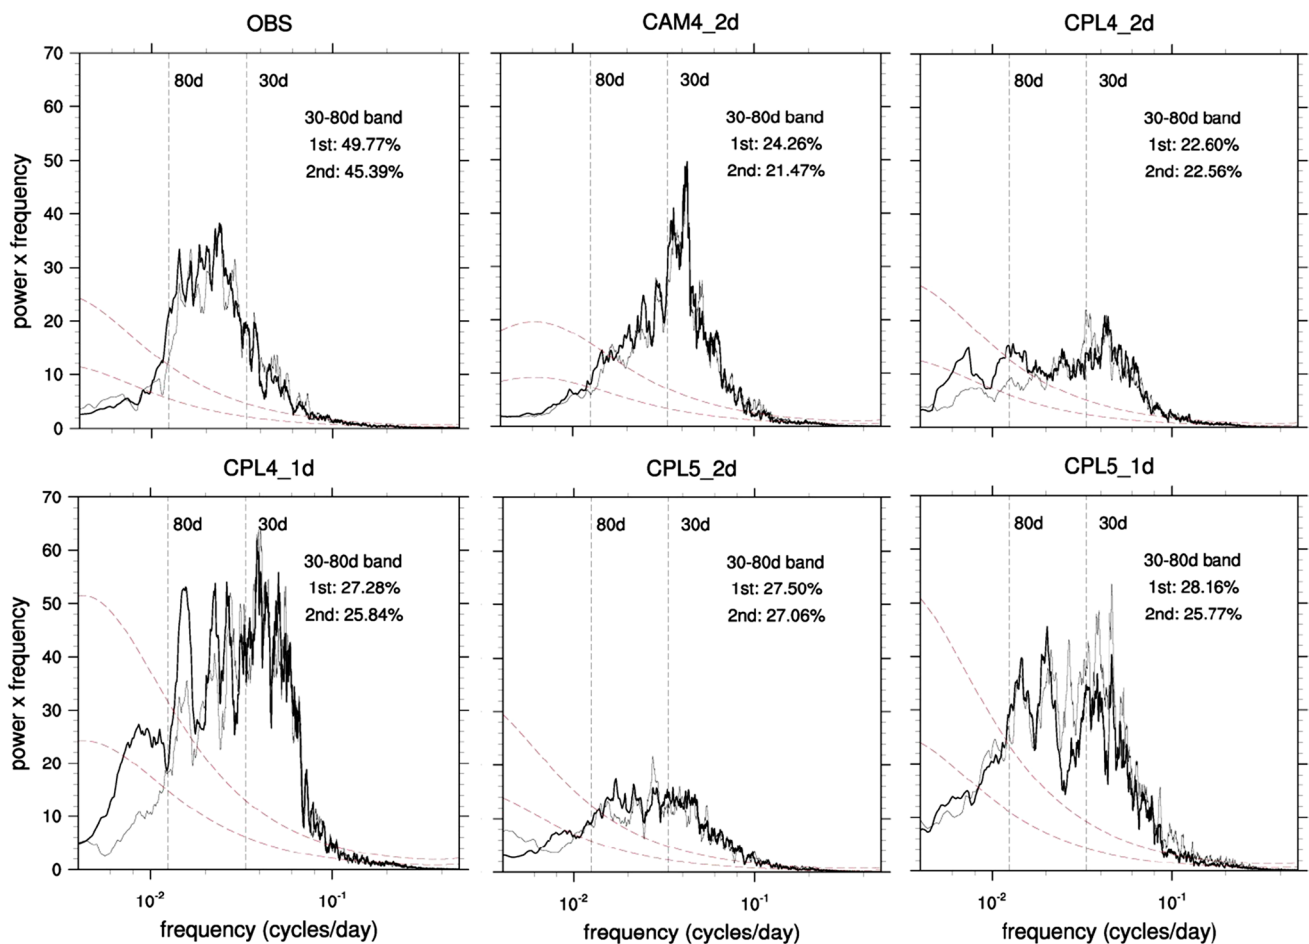 OBS
70
60
50
40
30
20
10
0
power x frequency
80d
30d
30-80d band
1st: 49.77%
2nd: 45.39%
CAM4_2d
80d
30d
30-80d band
1st: 24.26%
2nd: 21.47%
CPL4_2d
80d
30d
30-80d band
1st: 22.60%
2nd: 22.56%
CPL4_1d
70
60
50
40
30
20
10
0
power x frequency
80d
30d
30-80d band
1st: 27.28%
2nd: 25.84%
10⁻²
10⁻¹
frequency (cycles/day)
CPL5_2d
80d
30d
30-80d band
1st: 27.50%
2nd: 27.06%
10⁻²
10⁻¹
frequency (cycles/day)
CPL5_1d
80d
30d
30-80d band
1st: 28.16%
2nd: 25.77%
10⁻²
10⁻¹
frequency (cycles/day)